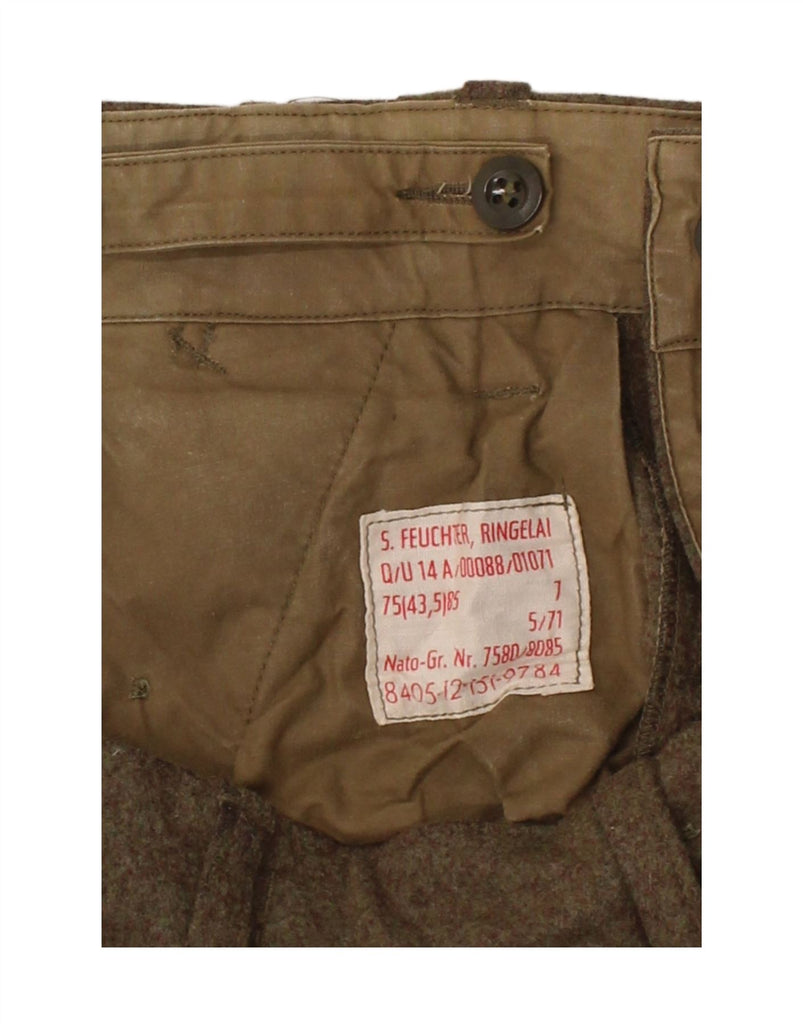 S. FEUCHTER, RINGELAI
Q/U 14 A/00088/01071
75(43,5)85 7
5/71
Nato-Gr. Nr. 7580/8085
8405-12-151-9784